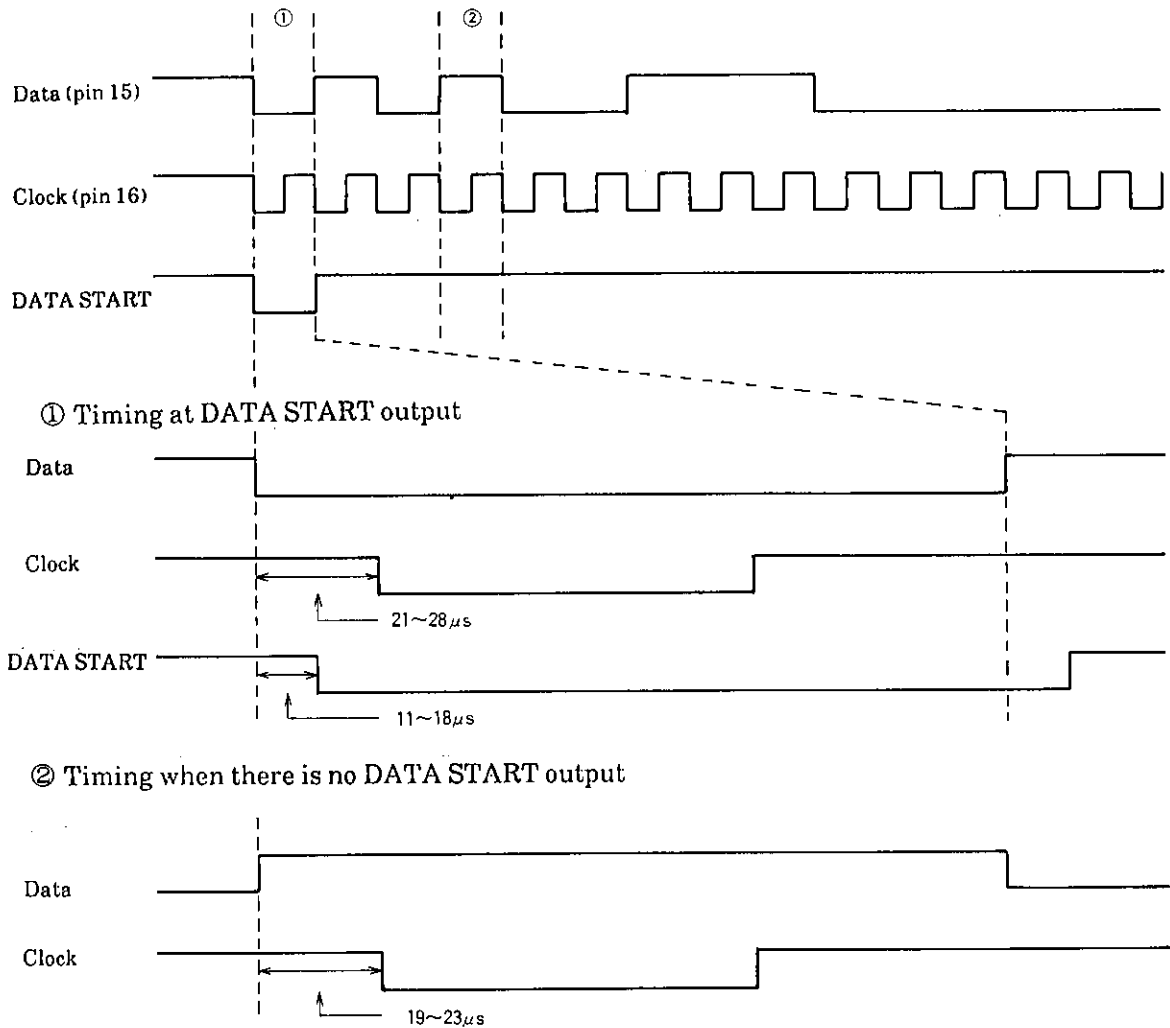 ① ②
Data (pin 15)
Clock (pin 16)
DATA START
① Timing at DATA START output
Data
Clock
21~28μs
DATA START
11~18μs
② Timing when there is no DATA START output
Data
Clock
19~23μs